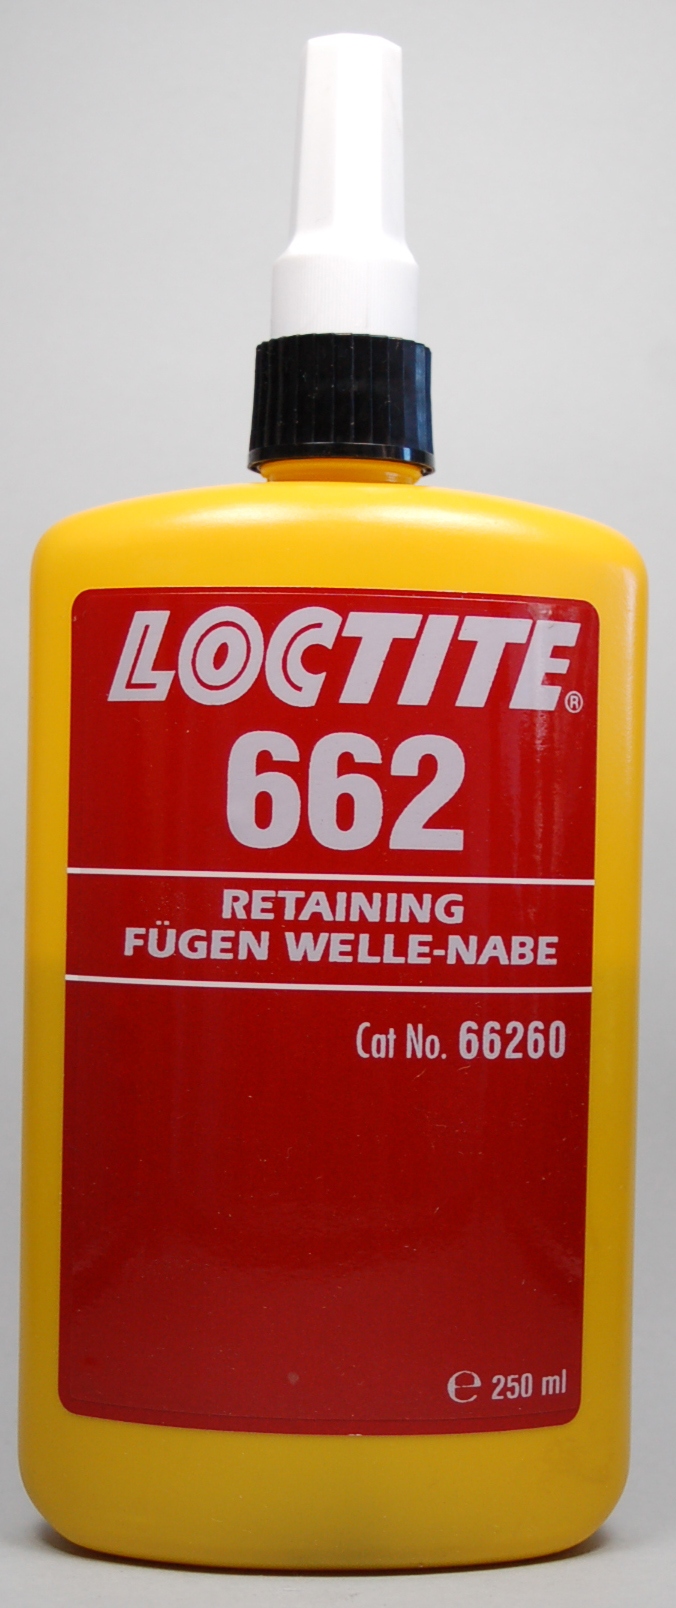 LOCTITE®
662
RETAINING
FÜGEN WELLE-NABE
Cat No. 66260
℮ 250 ml